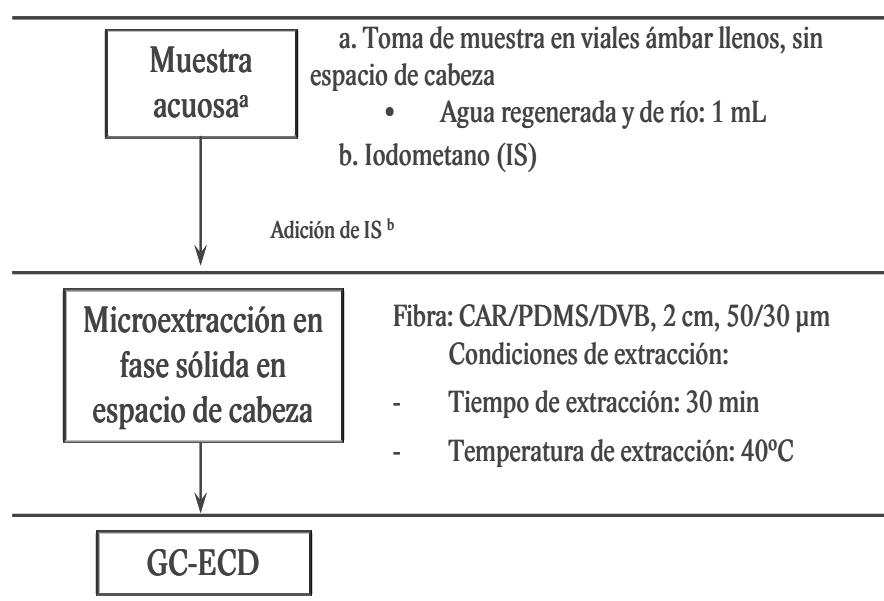 Muestra
acuosaª
a. Toma de muestra en viales ámbar llenos, sin
espacio de cabeza
• Agua regenerada y de río: 1 mL
b. Iodometano (IS)
Adición de IS ᵇ
Microextracción en
fase sólida en
espacio de cabeza
Fibra: CAR/PDMS/DVB, 2 cm, 50/30 µm
Condiciones de extracción:
- Tiempo de extracción: 30 min
- Temperatura de extracción: 40ºC
GC-ECD